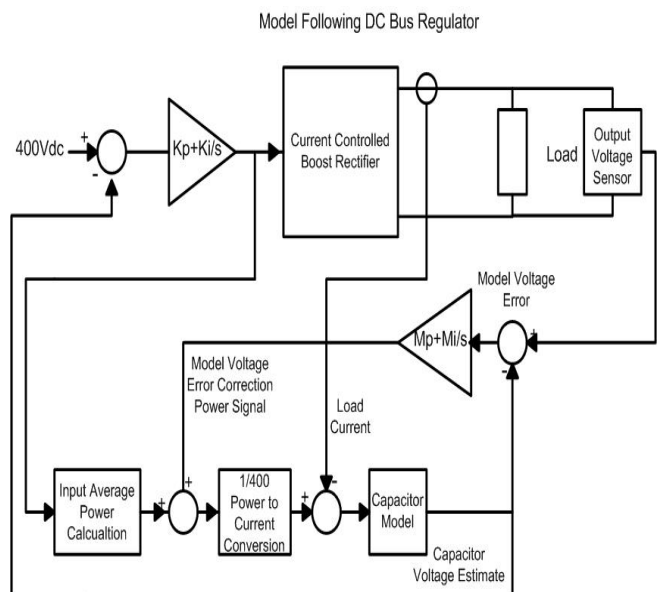 Model Following DC Bus Regulator
400Vdc
+
-
Kp+Ki/s
Current Controlled
Boost Rectifier
Load
Output
Voltage
Sensor
Model Voltage
Error
Mp+Mi/s
+
-
Model Voltage
Error Correction
Power Signal
Load
Current
Input Average
Power
Calcualtion
+
+
1/400
Power to
Current
Conversion
+
-
Capacitor
Model
Capacitor
Voltage Estimate